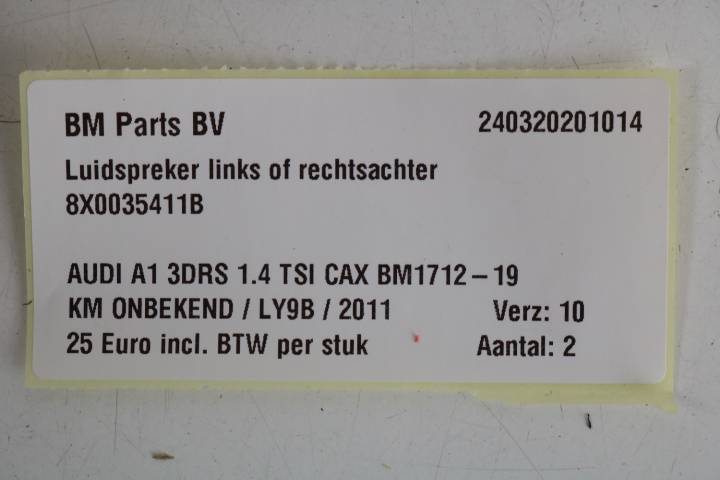 BM Parts BV 240320201014
Luidspreker links of rechtsachter
8X0035411B
AUDI A1 3DRS 1.4 TSI CAX BM1712 – 19
KM ONBEKEND / LY9B / 2011 Verz: 10
25 Euro incl. BTW per stuk Aantal: 2